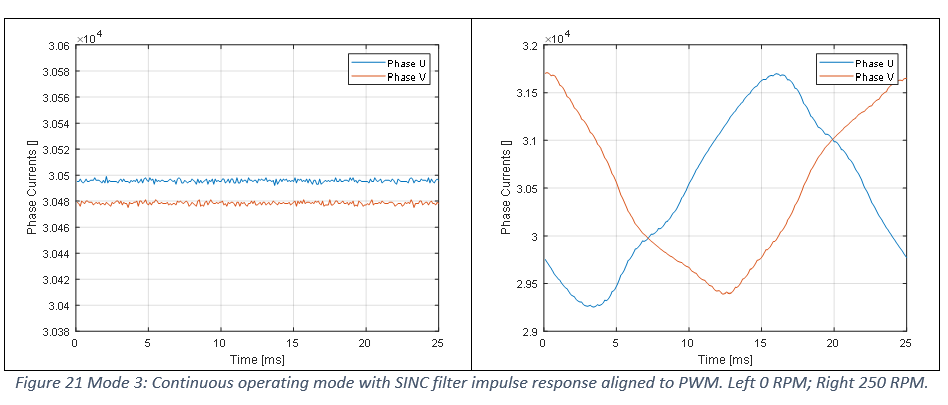 ×10⁴
3.06
3.058
3.056
3.054
3.052
3.05
3.048
3.046
3.044
3.042
3.04
3.038
Phase Currents []
Phase U
Phase V
0 5 10 15 20 25
Time [ms]
×10⁴
3.2
3.15
3.1
3.05
3
2.95
2.9
Phase Currents []
Phase U
Phase V
0 5 10 15 20 25
Time [ms]
Figure 21 Mode 3: Continuous operating mode with SINC filter impulse response aligned to PWM. Left 0 RPM; Right 250 RPM.